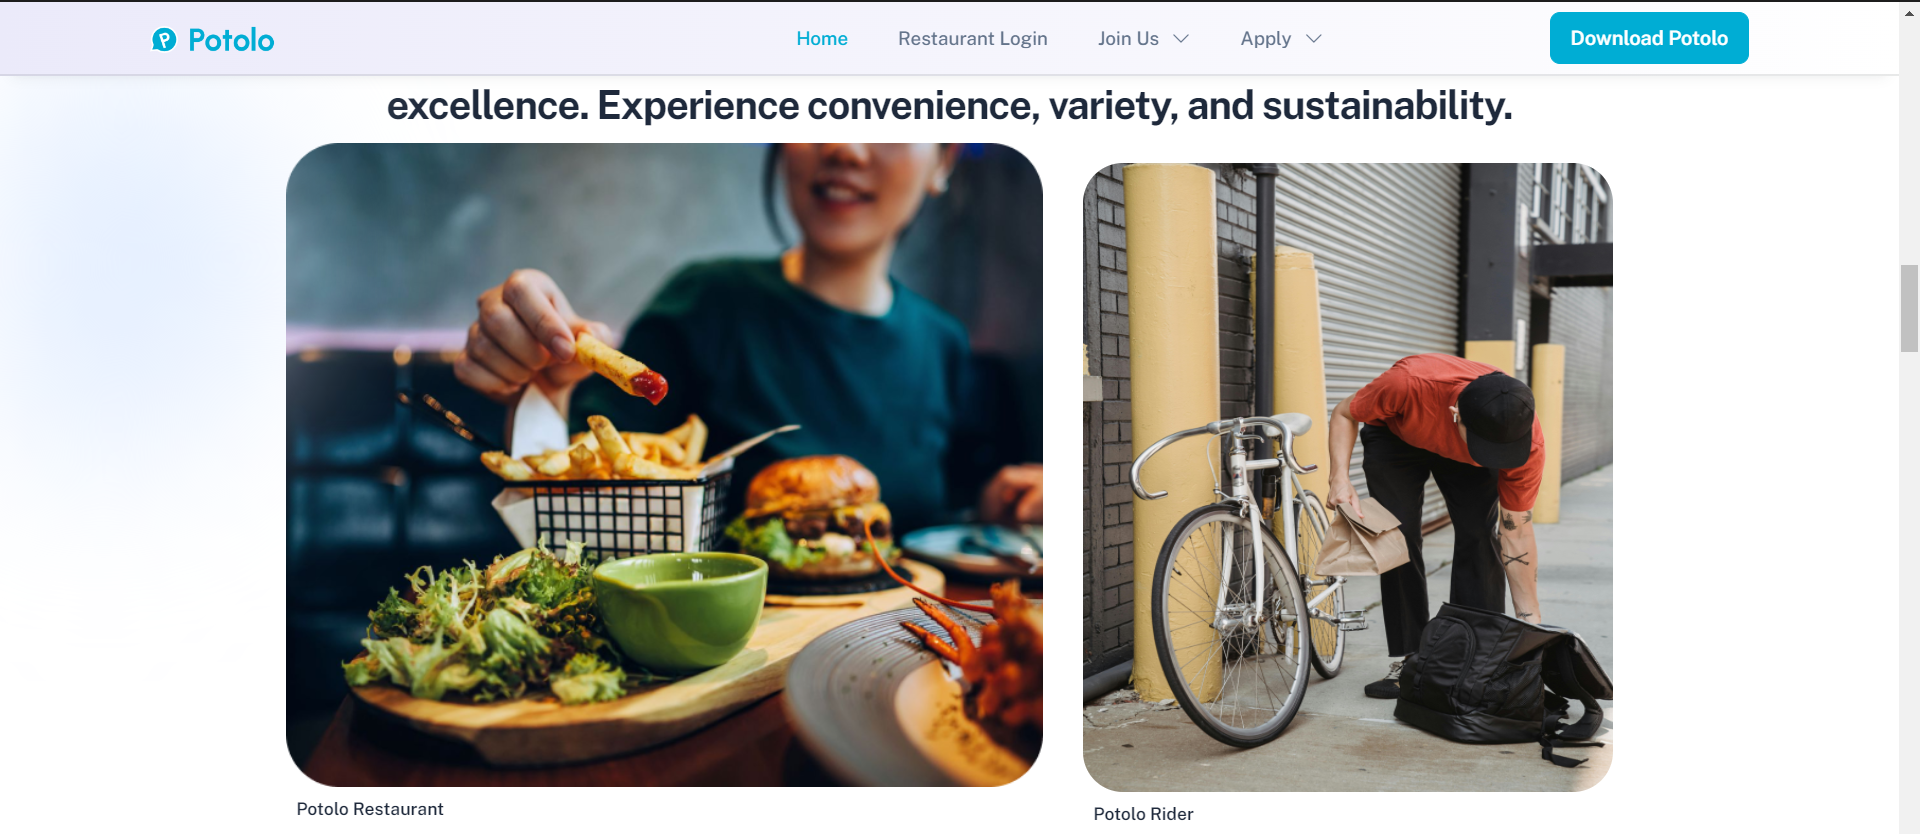 Potolo
Home
Restaurant Login
Join Us
Apply
Download Potolo
excellence. Experience convenience, variety, and sustainability.
Potolo Restaurant
Potolo Rider